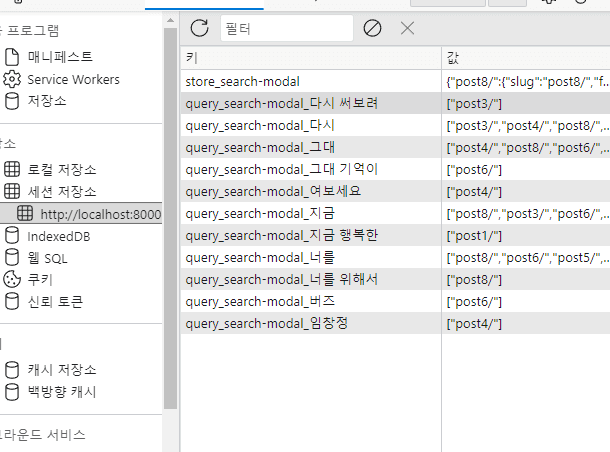 프로그램
매니페스트
Service Workers
저장소
로컬 저장소
세션 저장소
http://localhost:8000
IndexedDB
웹 SQL
쿠키
신뢰 토큰
캐시 저장소
백방향 캐시
서비스
필터
키 값
store_search-modal {"post8/":{"slug":"post8/","f...
query_search-modal_다시 써보려 ["post3/"]
query_search-modal_다시 ["post3/","post4/","post8/",...
query_search-modal_그대 ["post4/","post8/","post6/",...
query_search-modal_그대 기억이 ["post6/"]
query_search-modal_여보세요 ["post4/"]
query_search-modal_지금 ["post8/","post3/","post6/",...
query_search-modal_지금 행복한 ["post1/"]
query_search-modal_너를 ["post8/","post6/","post5/",...
query_search-modal_너를 위해서 ["post8/"]
query_search-modal_버즈 ["post6/"]
query_search-modal_임창정 ["post4/"]